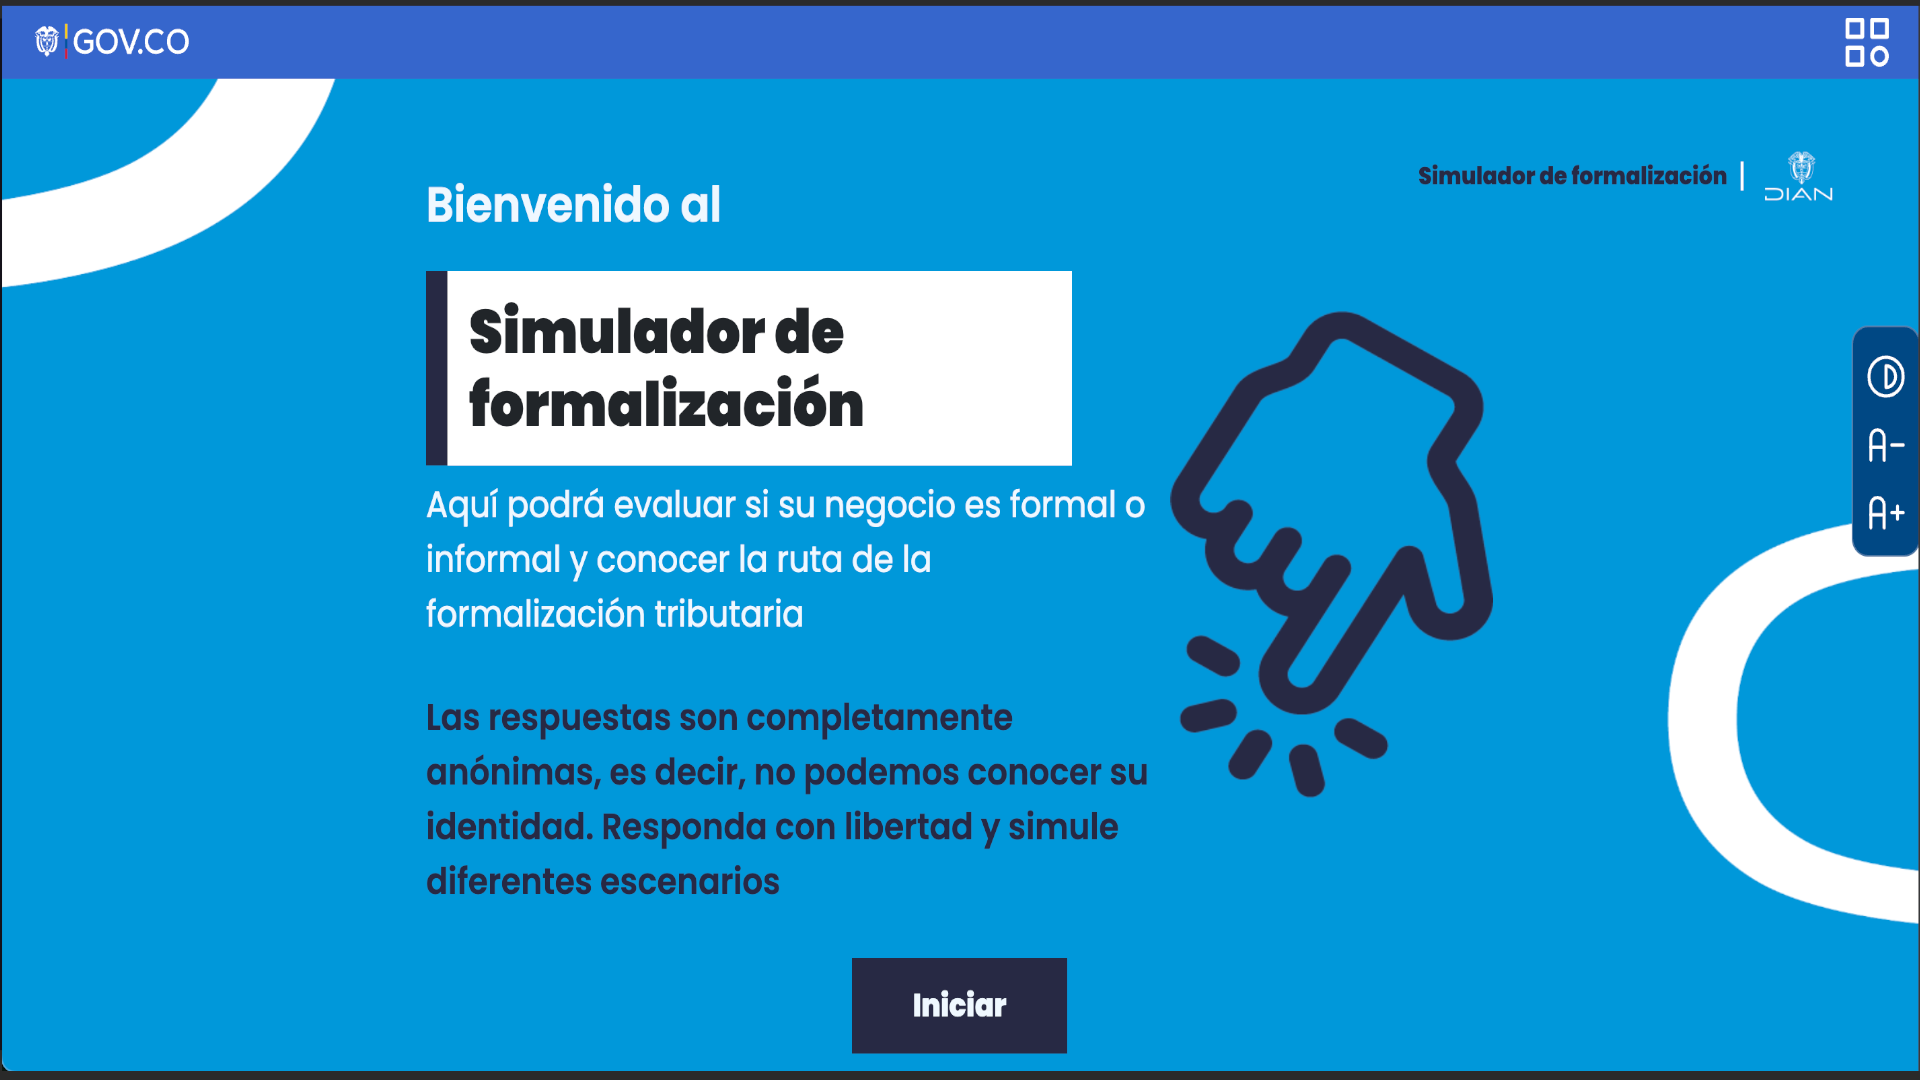 GOV.CO
Simulador de formalización
DIAN
Bienvenido al
Simulador de
formalización
Aquí podrá evaluar si su negocio es formal o
informal y conocer la ruta de la
formalización tributaria
Las respuestas son completamente
anónimas, es decir, no podemos conocer su
identidad. Responda con libertad y simule
diferentes escenarios
Iniciar
A-
A+